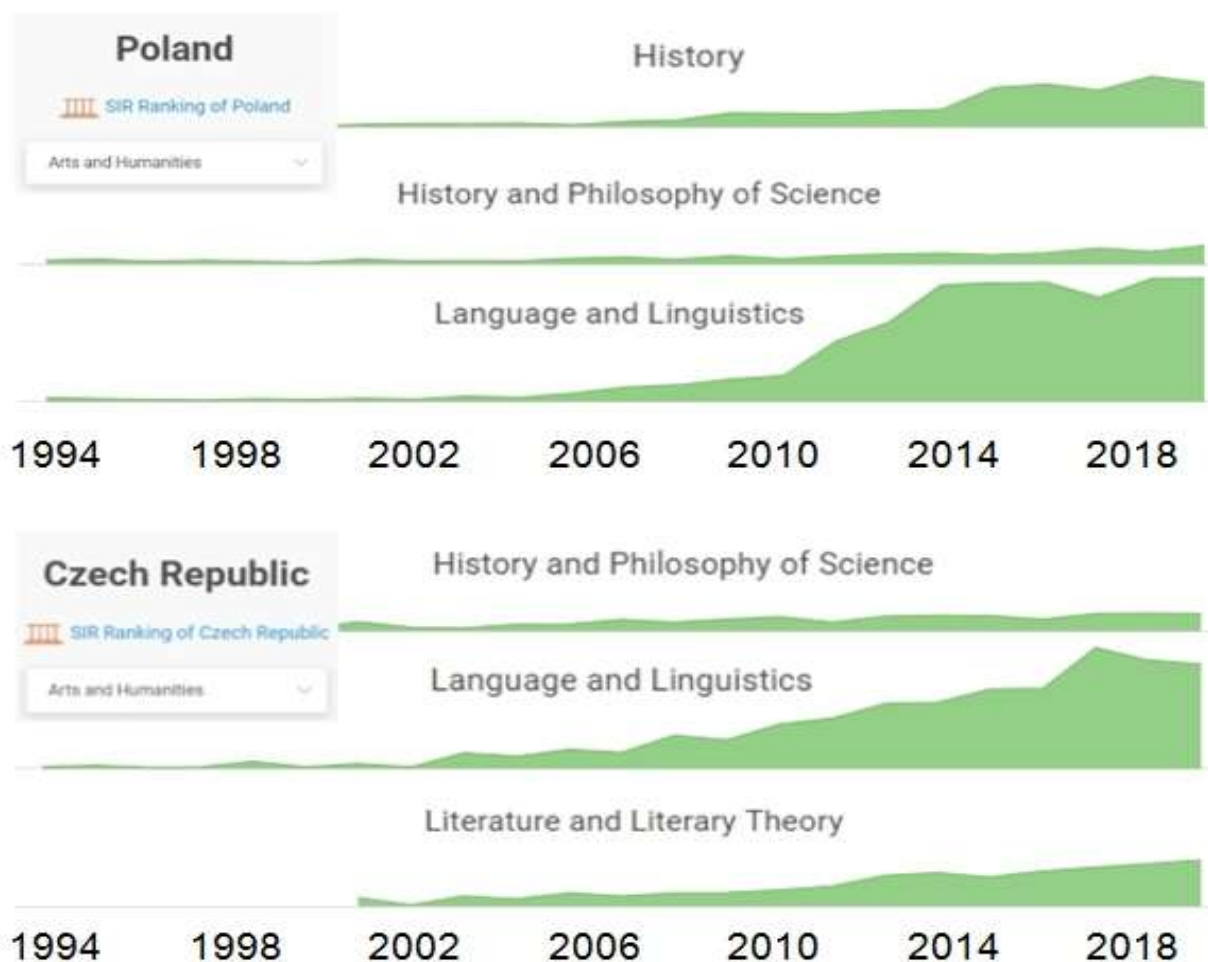 Poland
SIR Ranking of Poland
Arts and Humanities
History
History and Philosophy of Science
Language and Linguistics
1994 1998 2002 2006 2010 2014 2018
Czech Republic
SIR Ranking of Czech Republic
Arts and Humanities
History and Philosophy of Science
Language and Linguistics
Literature and Literary Theory
1994 1998 2002 2006 2010 2014 2018